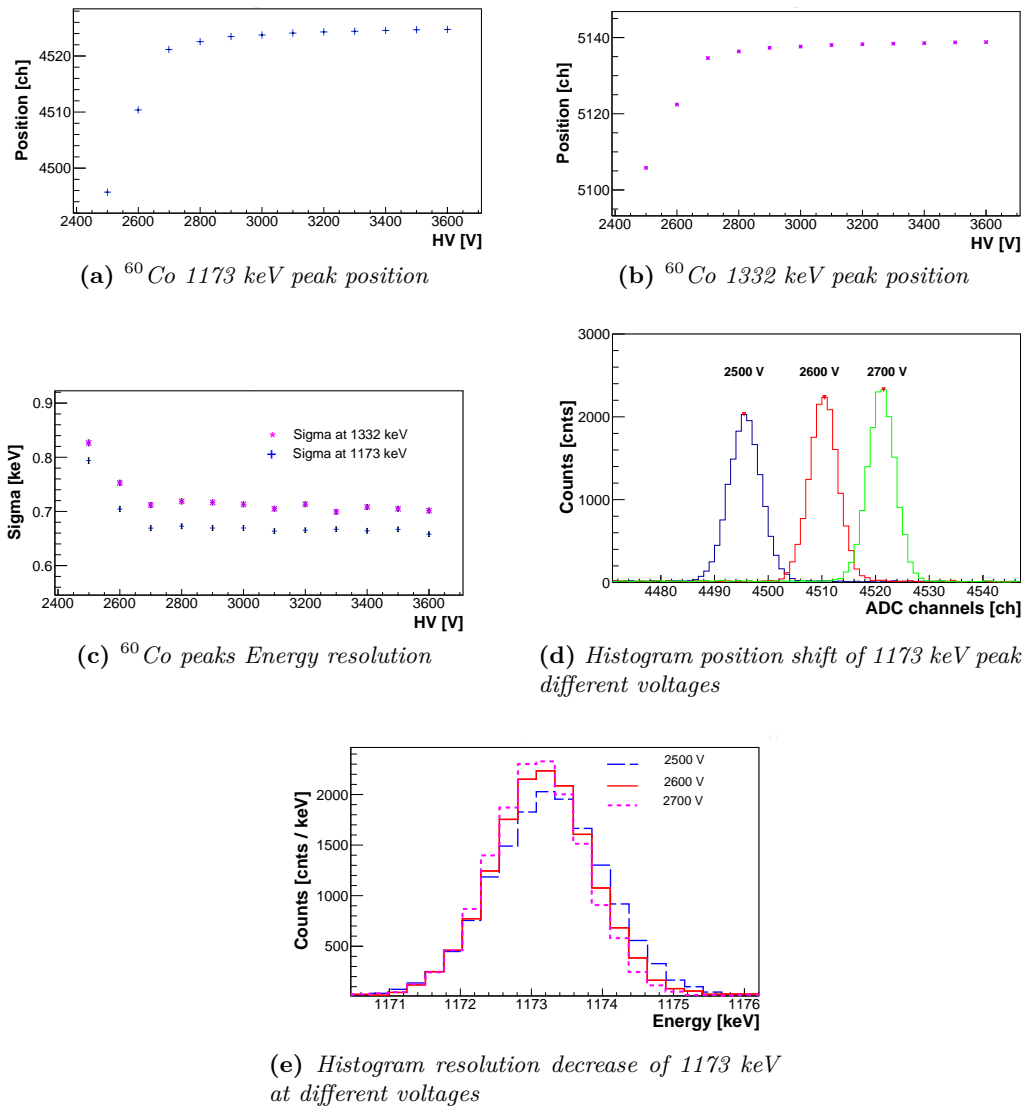 4520
4510
4500
Position [ch]
2400 2600 2800 3000 3200 3400 3600
HV [V]
(a) ⁶⁰Co 1173 keV peak position
5140
5120
5100
Position [ch]
2400 2600 2800 3000 3200 3400 3600
HV [V]
(b) ⁶⁰Co 1332 keV peak position
0.9
0.8
0.7
0.6
Sigma [keV]
Sigma at 1332 keV
Sigma at 1173 keV
2400 2600 2800 3000 3200 3400 3600
HV [V]
(c) ⁶⁰Co peaks Energy resolution
3000
2000
1000
0
Counts [cnts]
2500 V 2600 V 2700 V
4480 4490 4500 4510 4520 4530 4540
ADC channels [ch]
(d) Histogram position shift of 1173 keV peak
different voltages
2000
1500
1000
500
Counts [cnts / keV]
2500 V
2600 V
2700 V
1171 1172 1173 1174 1175 1176
Energy [keV]
(e) Histogram resolution decrease of 1173 keV
at different voltages